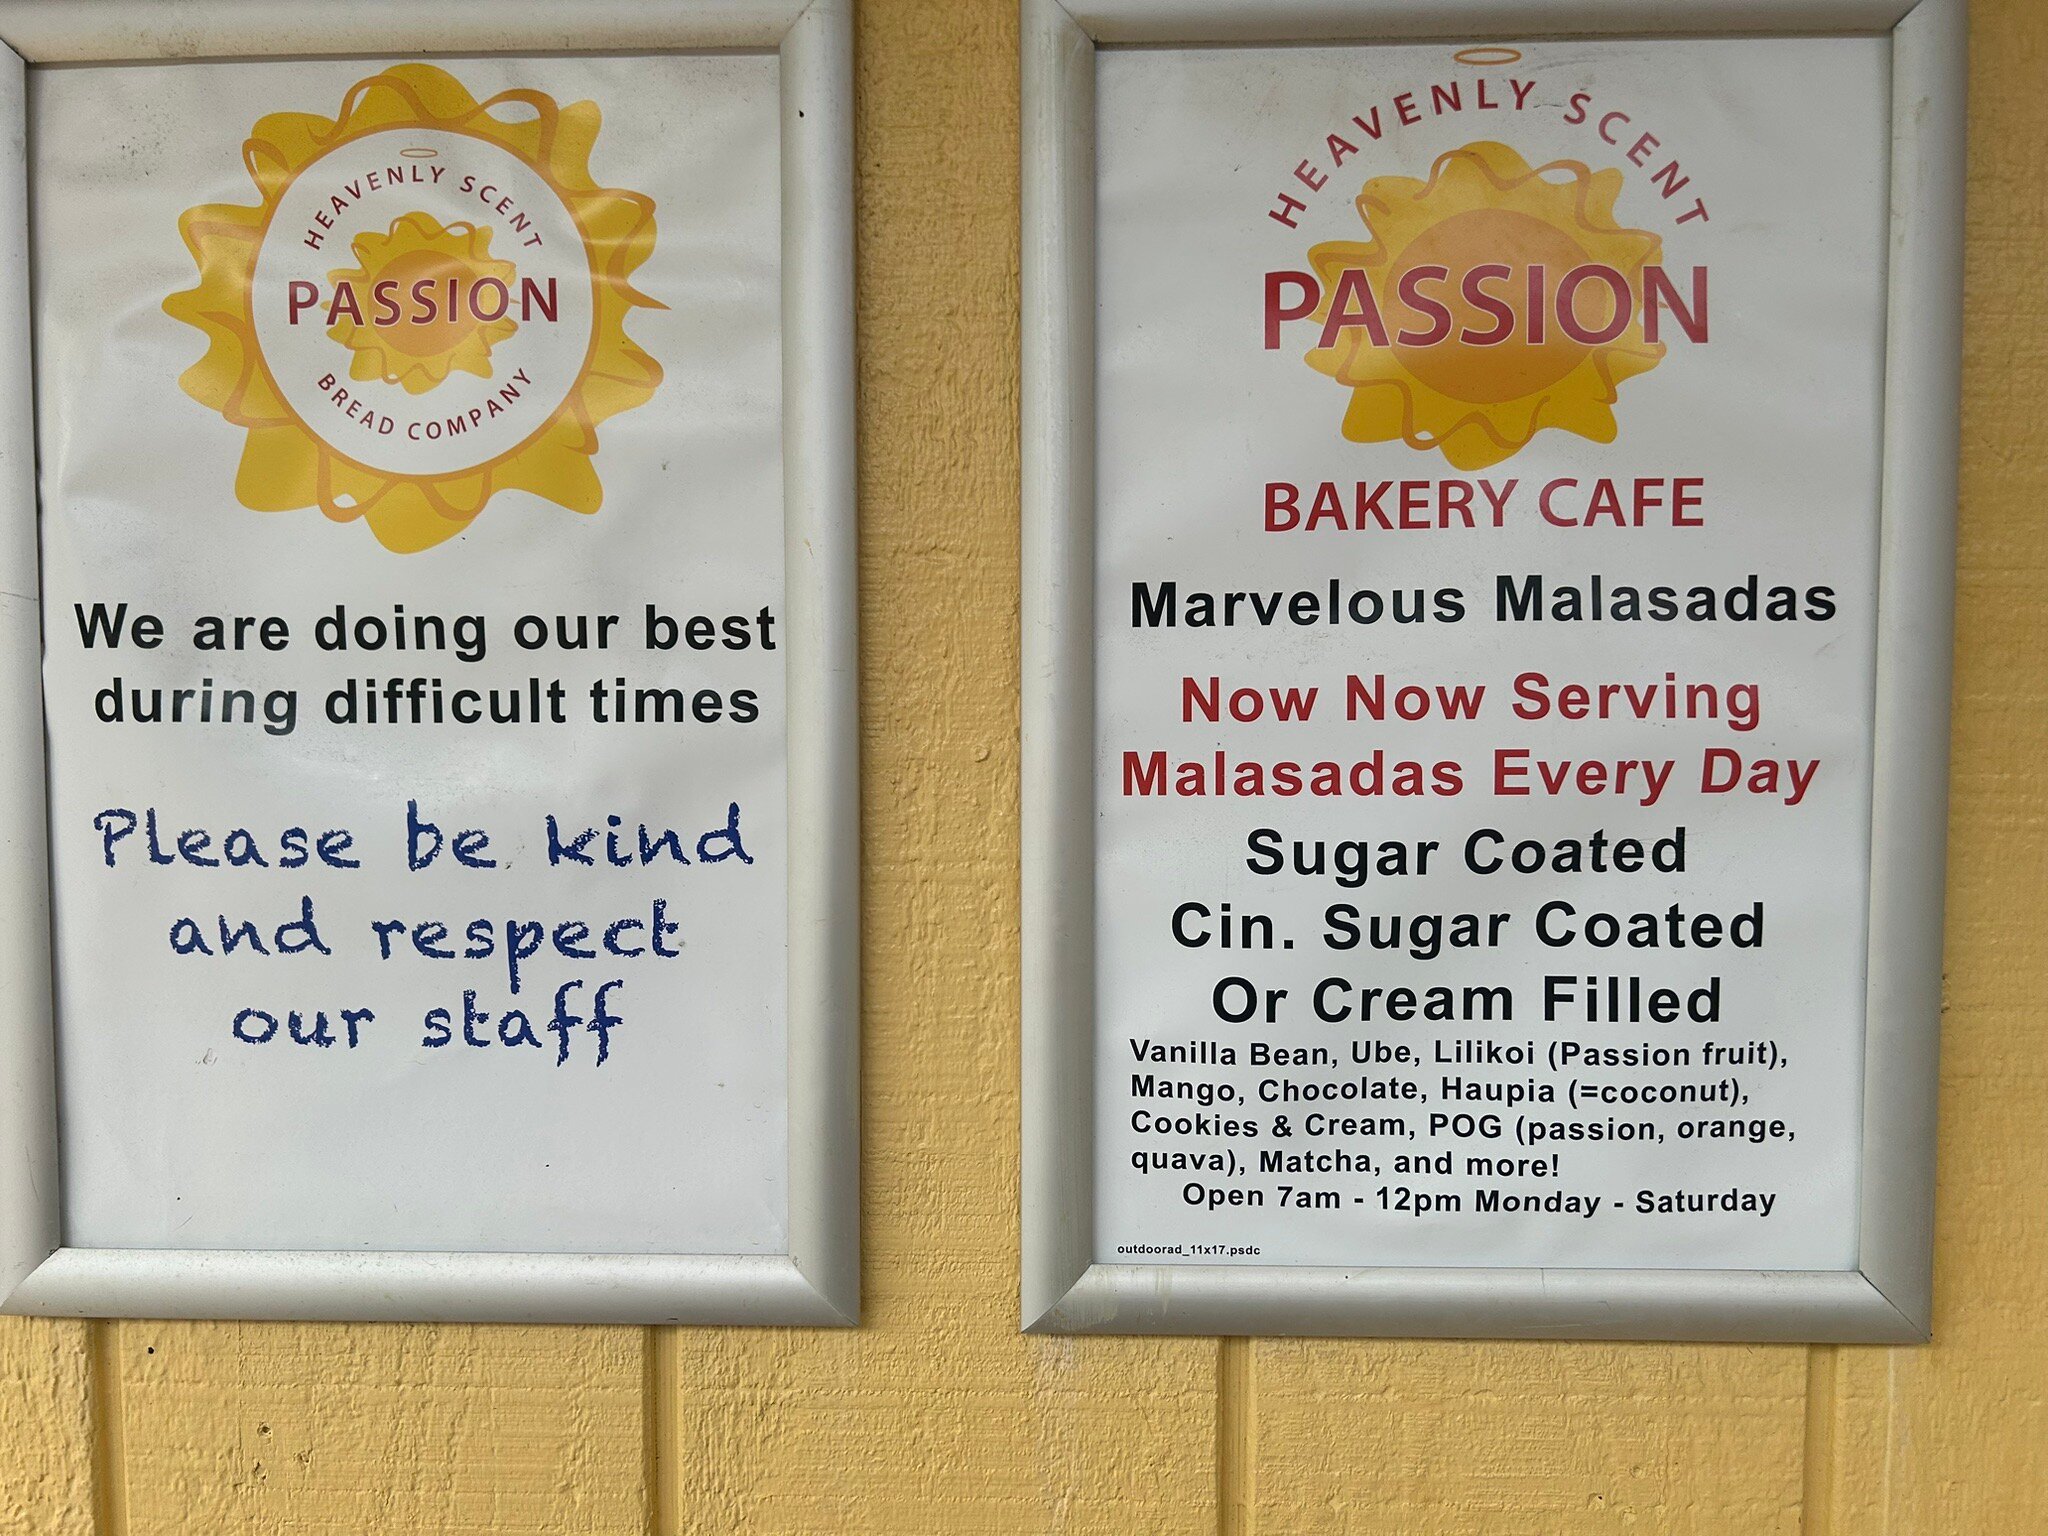 HEAVENLY SCENT
PASSION
BREAD COMPANY
We are doing our best
during difficult times
Please be kind
and respect
our staff
HEAVENLY SCENT
PASSION
BAKERY CAFE
Marvelous Malasadas
Now Now Serving
Malasadas Every Day
Sugar Coated
Cin. Sugar Coated
Or Cream Filled
Vanilla Bean, Ube, Lilikoi (Passion fruit),
Mango, Chocolate, Haupia (=coconut),
Cookies & Cream, POG (passion, orange,
quava), Matcha, and more!
Open 7am - 12pm Monday - Saturday
outdoorad_11x17.psdc